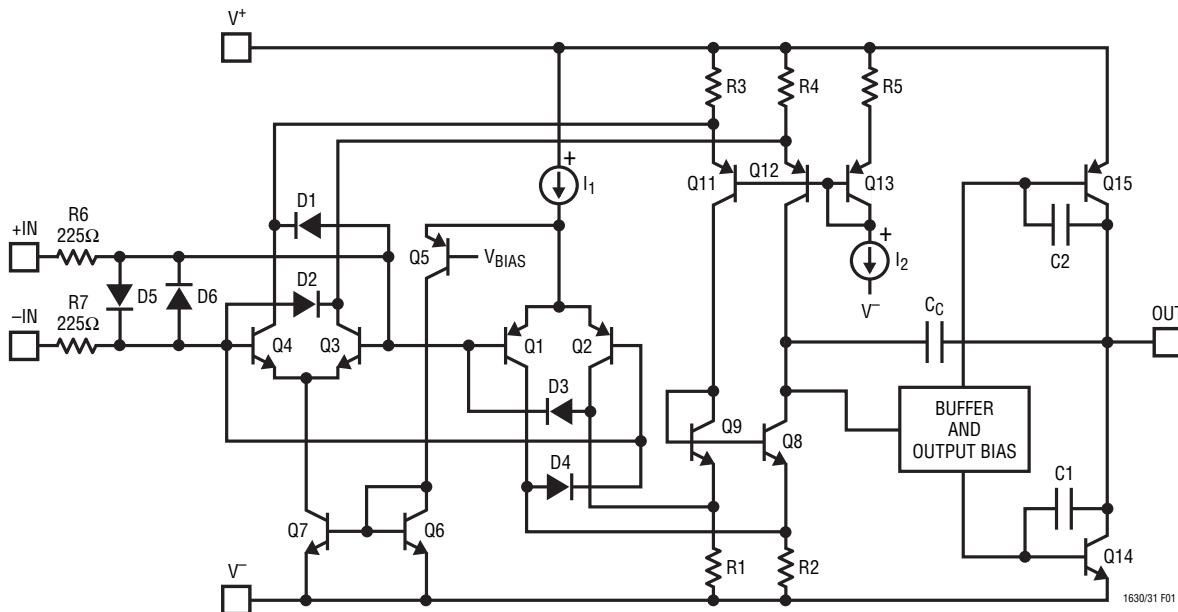 V+
R3
R4
R5
+
I1
Q11
Q12
Q13
Q15
D1
+IN
R6
225Ω
Q5
VBIAS
+
I2
C2
D5
D6
D2
–IN
R7
225Ω
V–
CC
OUT
Q4
Q3
Q1
Q2
D3
BUFFER
AND
OUTPUT BIAS
Q9
Q8
D4
C1
Q7
Q6
R1
R2
Q14
V–
1630/31 F01